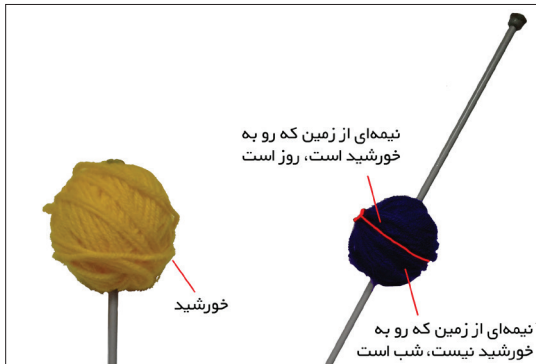 نیمه‌ای از زمین که رو به
خورشید است، روز است
خورشید
نیمه‌ای از زمین که رو به
خورشید نیست، شب است